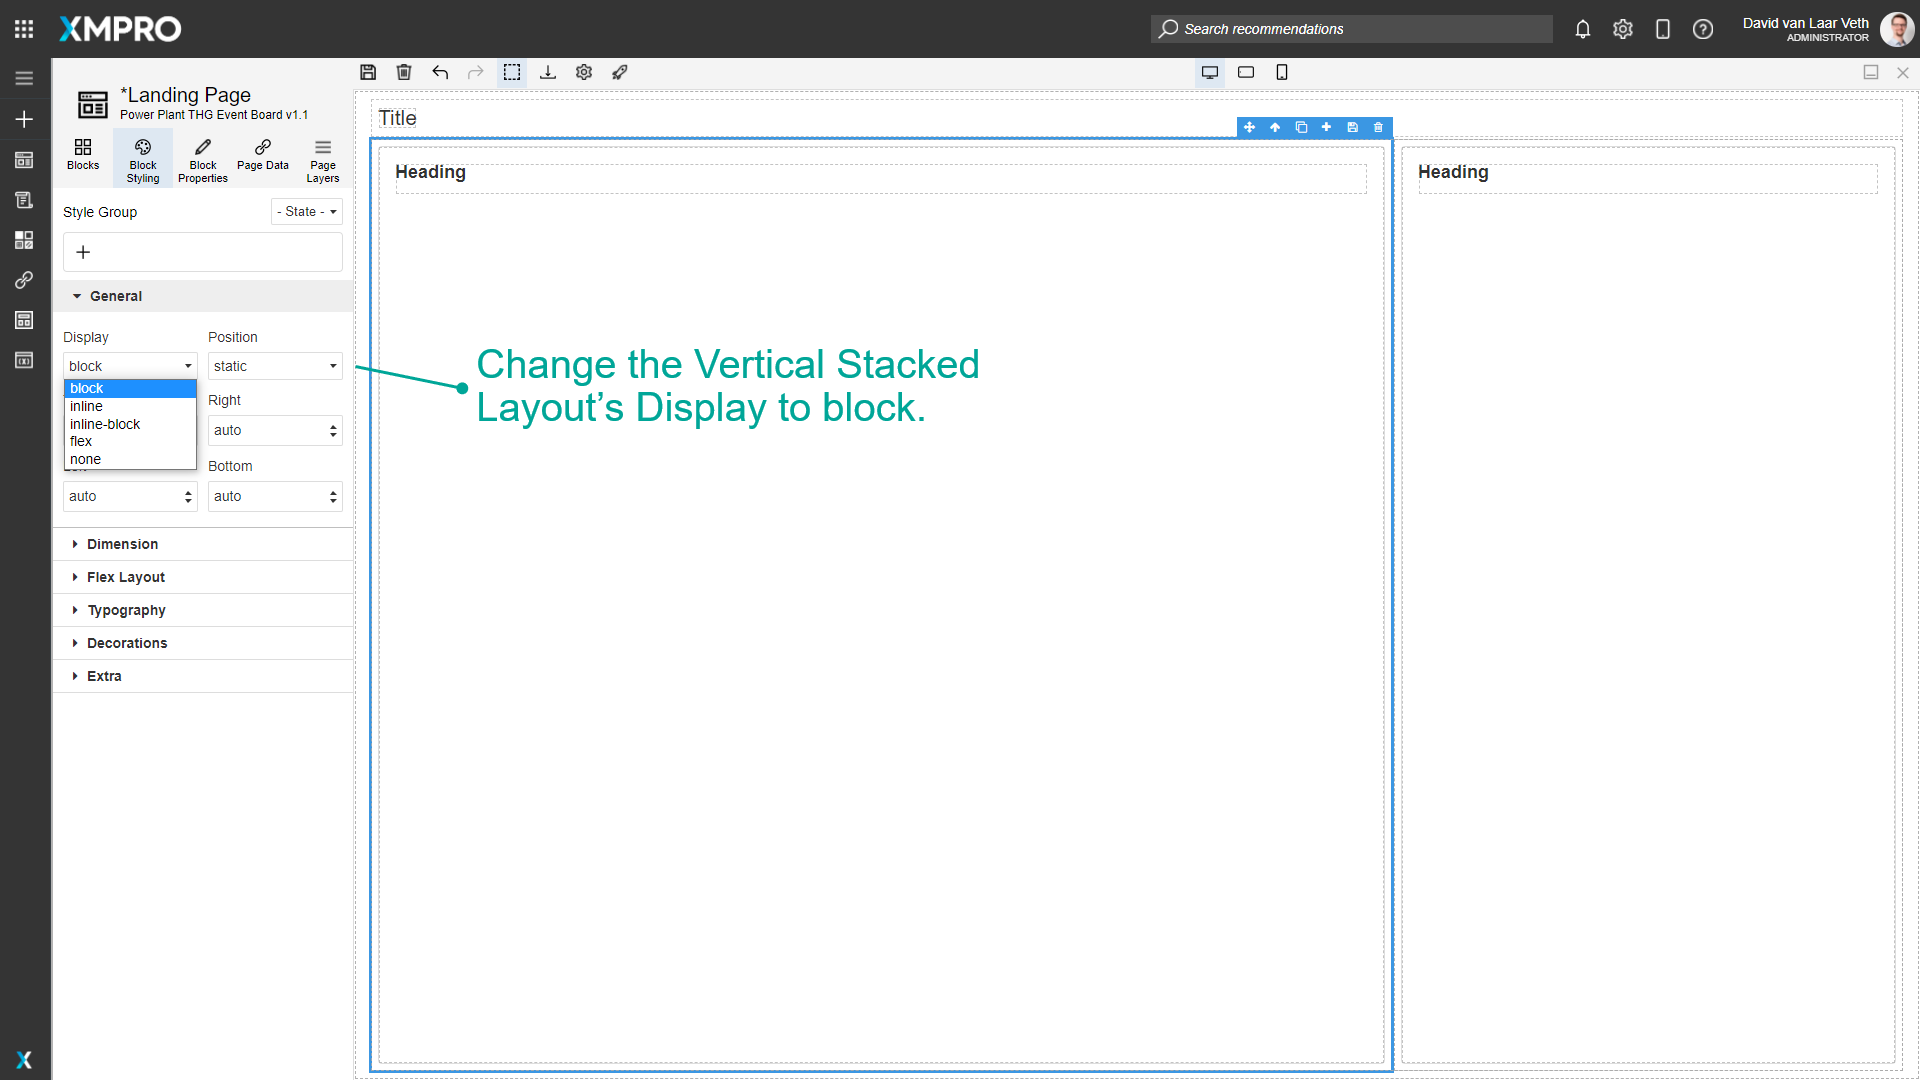 XMPRO
Search recommendations
David van Laar Veth
ADMINISTRATOR
*Landing Page
Power Plant THG Event Board v1.1
Blocks
Block Styling
Block Properties
Page Data
Page Layers
Style Group
- State -
General
Display
Position
block
static
block
inline
inline-block
flex
none
Right
auto
Bottom
auto
auto
Dimension
Flex Layout
Typography
Decorations
Extra
Title
Heading
Heading
Change the Vertical Stacked
Layout’s Display to block.